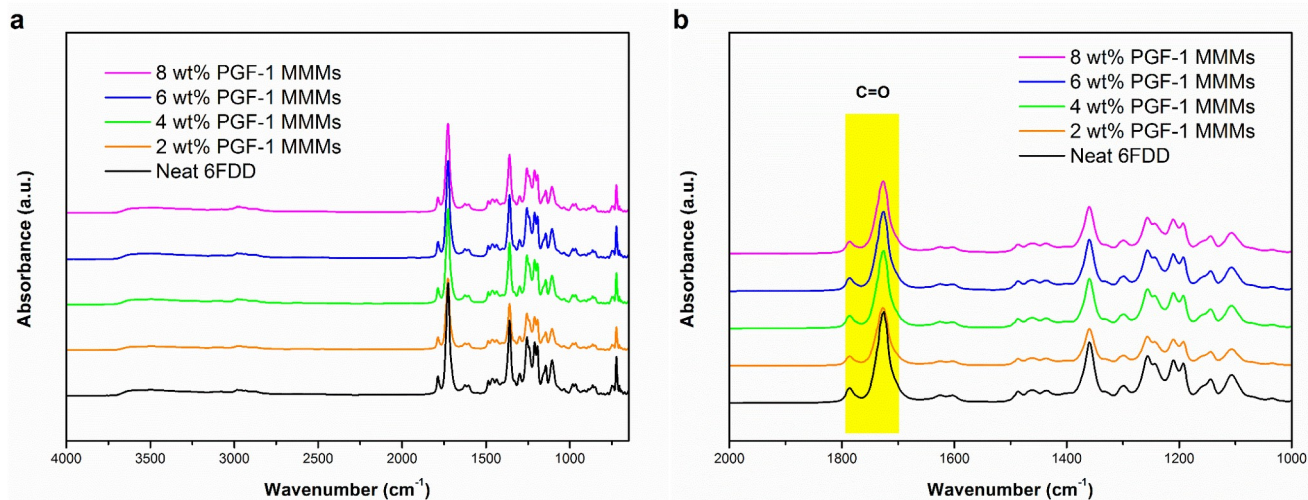 a
8 wt% PGF-1 MMMs
6 wt% PGF-1 MMMs
4 wt% PGF-1 MMMs
2 wt% PGF-1 MMMs
Neat 6FDD
Absorbance (a.u.)
4000 3500 3000 2500 2000 1500 1000
Wavenumber (cm⁻¹)
b
8 wt% PGF-1 MMMs
6 wt% PGF-1 MMMs
4 wt% PGF-1 MMMs
2 wt% PGF-1 MMMs
Neat 6FDD
C=O
Absorbance (a.u.)
2000 1800 1600 1400 1200 1000
Wavenumber (cm⁻¹)